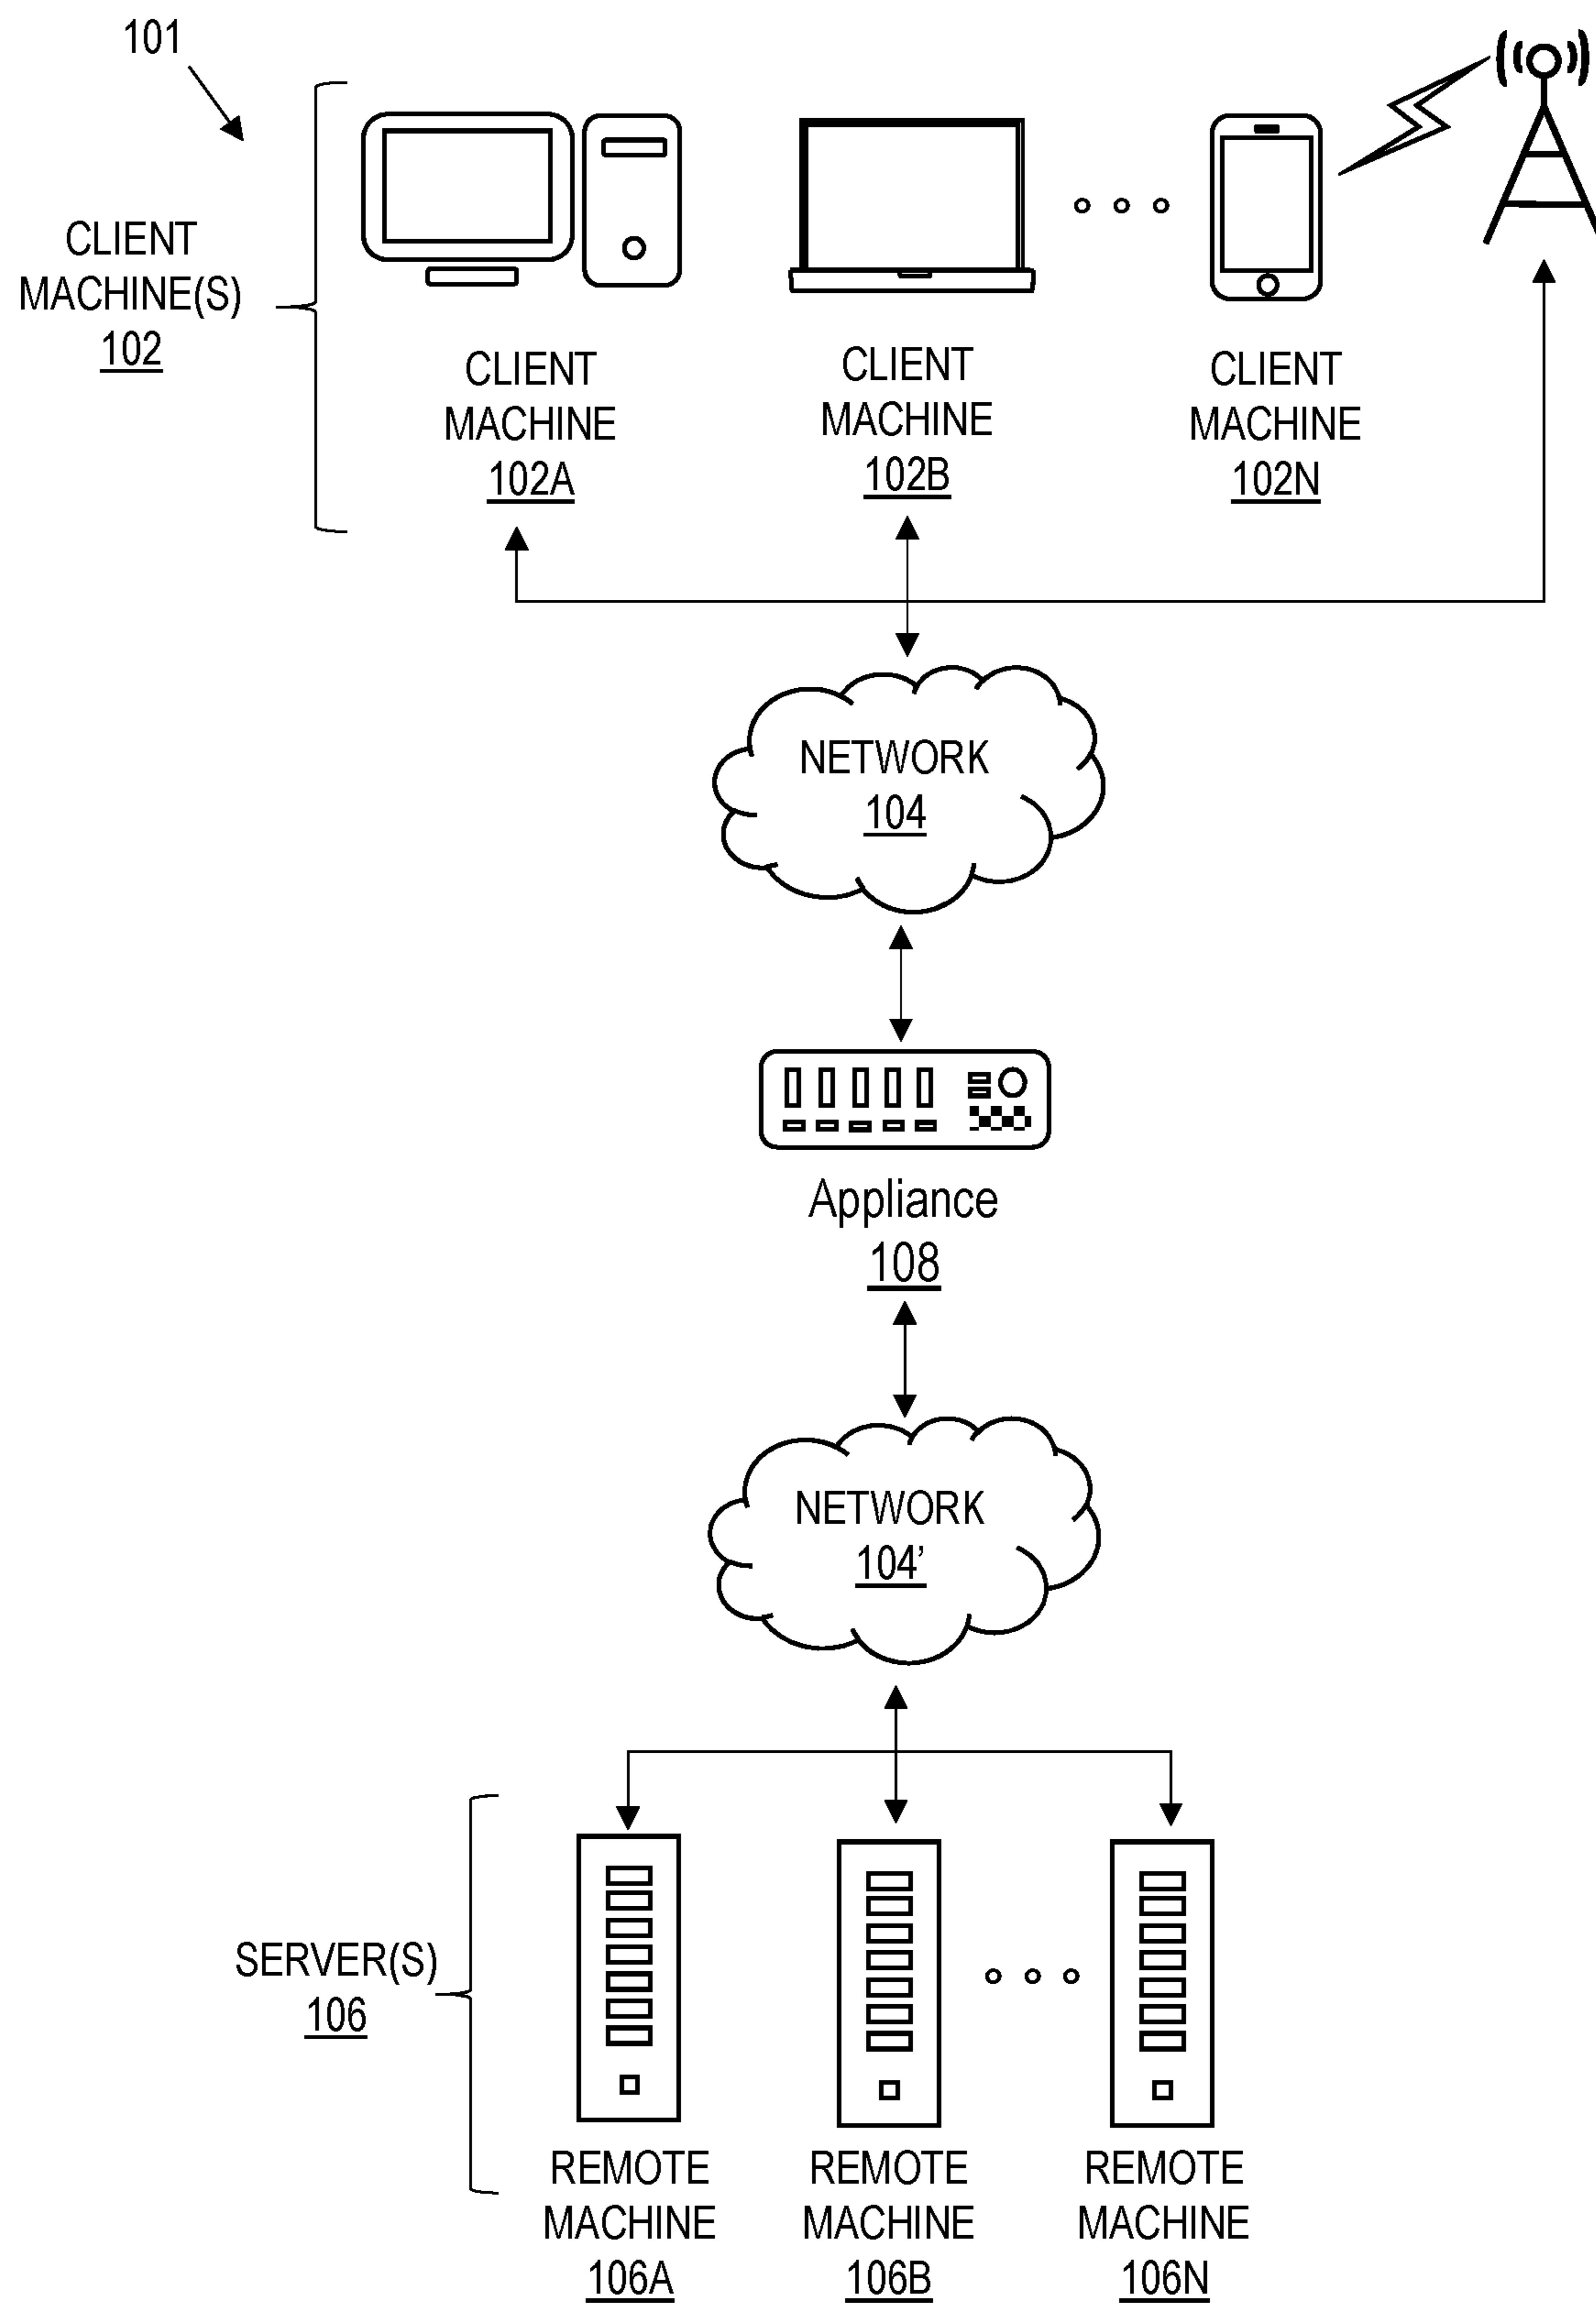 101
CLIENT
MACHINE(S)
102
CLIENT
MACHINE
102A
CLIENT
MACHINE
102B
CLIENT
MACHINE
102N
NETWORK
104
Appliance
108
NETWORK
104’
SERVER(S)
106
REMOTE
MACHINE
106A
REMOTE
MACHINE
106B
REMOTE
MACHINE
106N